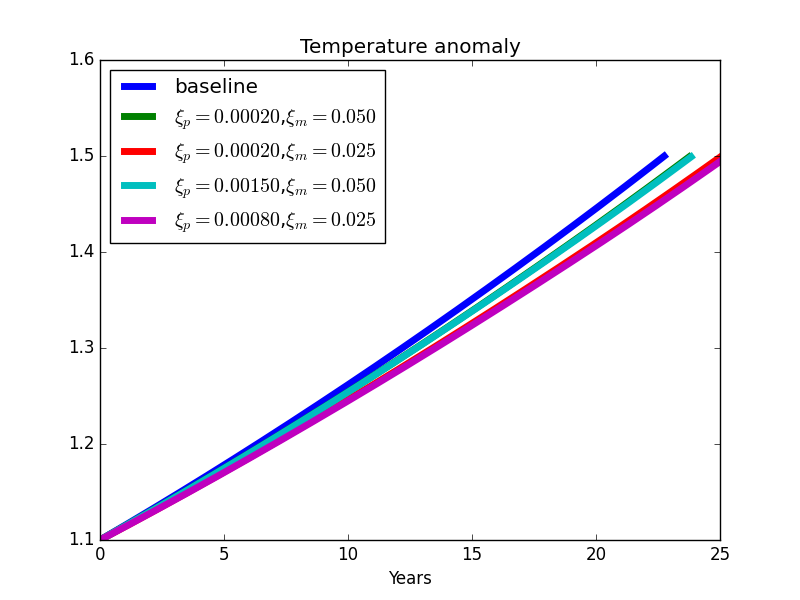 Temperature anomaly
1.6
1.5
1.4
1.3
1.2
1.1
baseline
ξp = 0.00020,ξm = 0.050
ξp = 0.00020,ξm = 0.025
ξp = 0.00150,ξm = 0.050
ξp = 0.00080,ξm = 0.025
0 5 10 15 20 25
Years